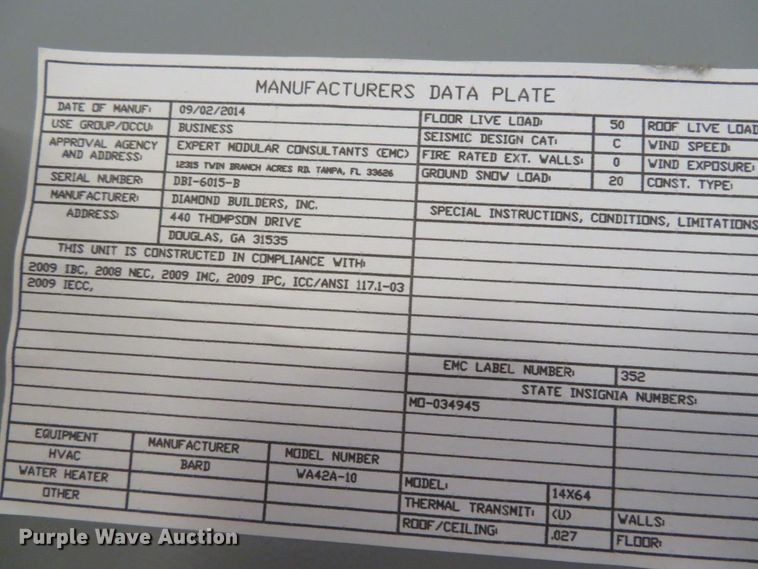 MANUFACTURERS DATA PLATE
DATE OF MANUF: 09/02/2014
USE GROUP/OCCU: BUSINESS
APPROVAL AGENCY AND ADDRESS: EXPERT MODULAR CONSULTANTS (EMC)
12315 TWIN BRANCH ACRES RD. TAMPA, FL 33626
SERIAL NUMBER: DBI-6015-B
MANUFACTURER: DIAMOND BUILDERS, INC.
ADDRESS: 440 THOMPSON DRIVE
DOUGLAS, GA 31535
THIS UNIT IS CONSTRUCTED IN COMPLIANCE WITH:
2009 IBC, 2008 NEC, 2009 IMC, 2009 IPC, ICC/ANSI 117.1-03
2009 IECC,
EQUIPMENT MANUFACTURER MODEL NUMBER
HVAC BARD WA42A-10
WATER HEATER
OTHER
FLOOR LIVE LOAD: 50 ROOF LIVE LOAD
SEISMIC DESIGN CAT: C WIND SPEED:
FIRE RATED EXT. WALLS: 0 WIND EXPOSURE:
GROUND SNOW LOAD: 20 CONST. TYPE:
SPECIAL INSTRUCTIONS, CONDITIONS, LIMITATIONS
EMC LABEL NUMBER: 352
STATE INSIGNIA NUMBERS:
MO-034945
MODEL: 14X64
THERMAL TRANSMIT: (U) WALLS:
ROOF/CEILING: .027 FLOOR:
Purple Wave Auction